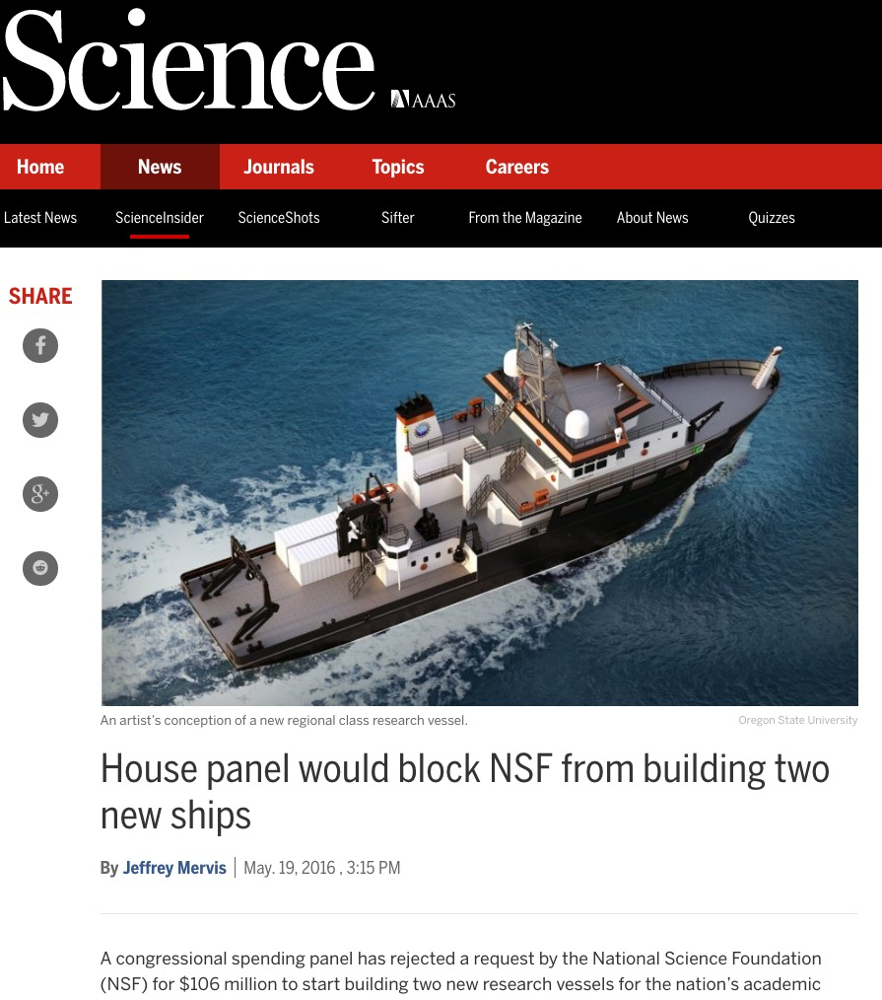 Science
AAAS
Home News Journals Topics Careers
Latest News ScienceInsider ScienceShots Sifter From the Magazine About News Quizzes
SHARE
An artist's conception of a new regional class research vessel. Oregon State University
House panel would block NSF from building two
new ships
By Jeffrey Mervis | May. 19, 2016 , 3:15 PM
A congressional spending panel has rejected a request by the National Science Foundation
(NSF) for $106 million to start building two new research vessels for the nation's academic